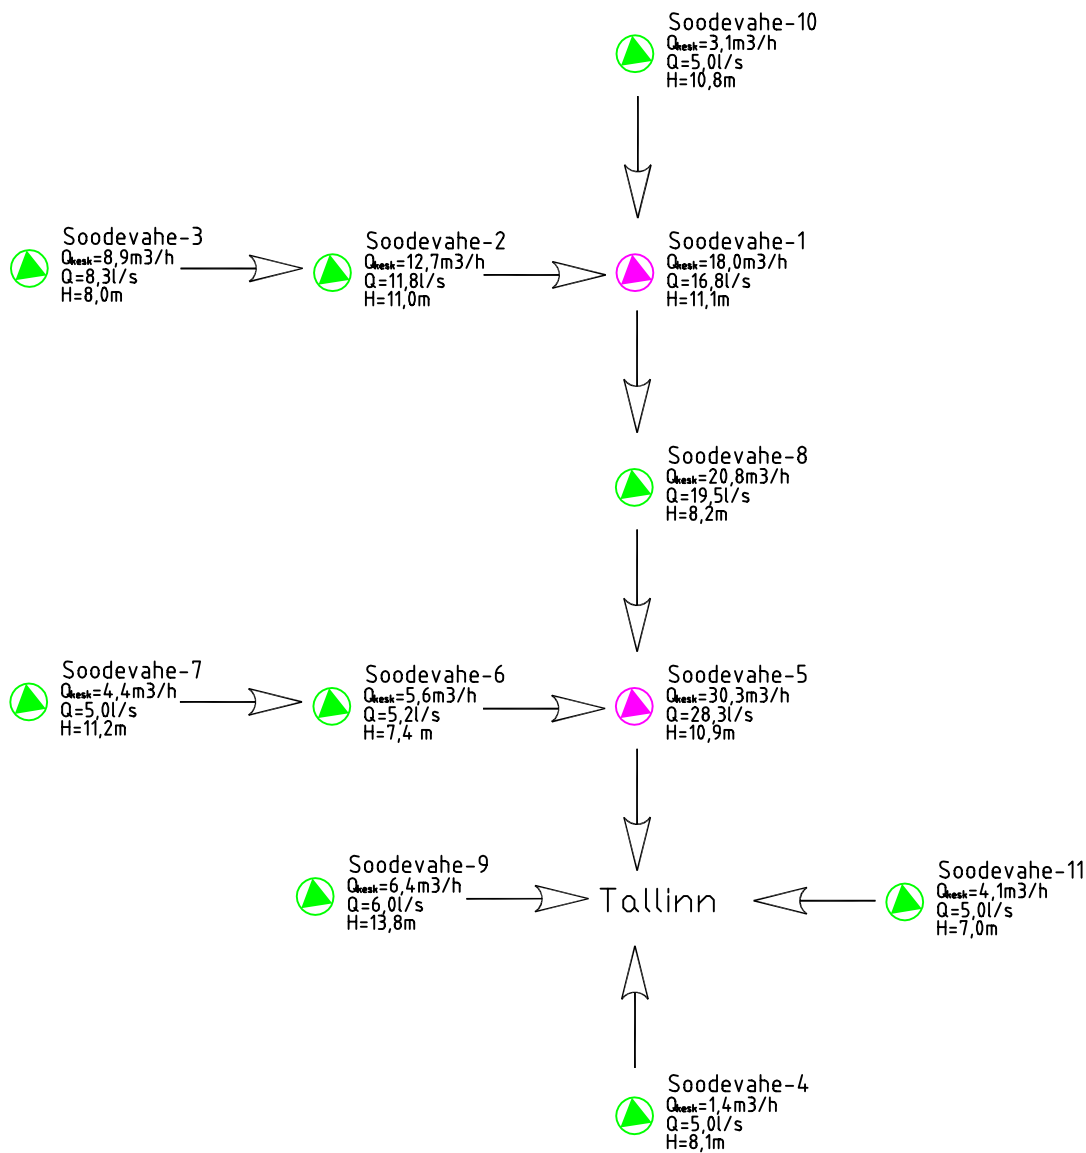 Soodevahe-10
Qkesk=3,1m3/h
Q=5,0l/s
H=10,8m
Soodevahe-3
Qkesk=8,9m3/h
Q=8,3l/s
H=8,0m
Soodevahe-2
Qkesk=12,7m3/h
Q=11,8l/s
H=11,0m
Soodevahe-1
Qkesk=18,0m3/h
Q=16,8l/s
H=11,1m
Soodevahe-8
Qkesk=20,8m3/h
Q=19,5l/s
H=8,2m
Soodevahe-7
Qkesk=4,4m3/h
Q=5,0l/s
H=11,2m
Soodevahe-6
Qkesk=5,6m3/h
Q=5,2l/s
H=7,4 m
Soodevahe-5
Qkesk=30,3m3/h
Q=28,3l/s
H=10,9m
Soodevahe-9
Qkesk=6,4m3/h
Q=6,0l/s
H=13,8m
Tallinn
Soodevahe-11
Qkesk=4,1m3/h
Q=5,0l/s
H=7,0m
Soodevahe-4
Qkesk=1,4m3/h
Q=5,0l/s
H=8,1m